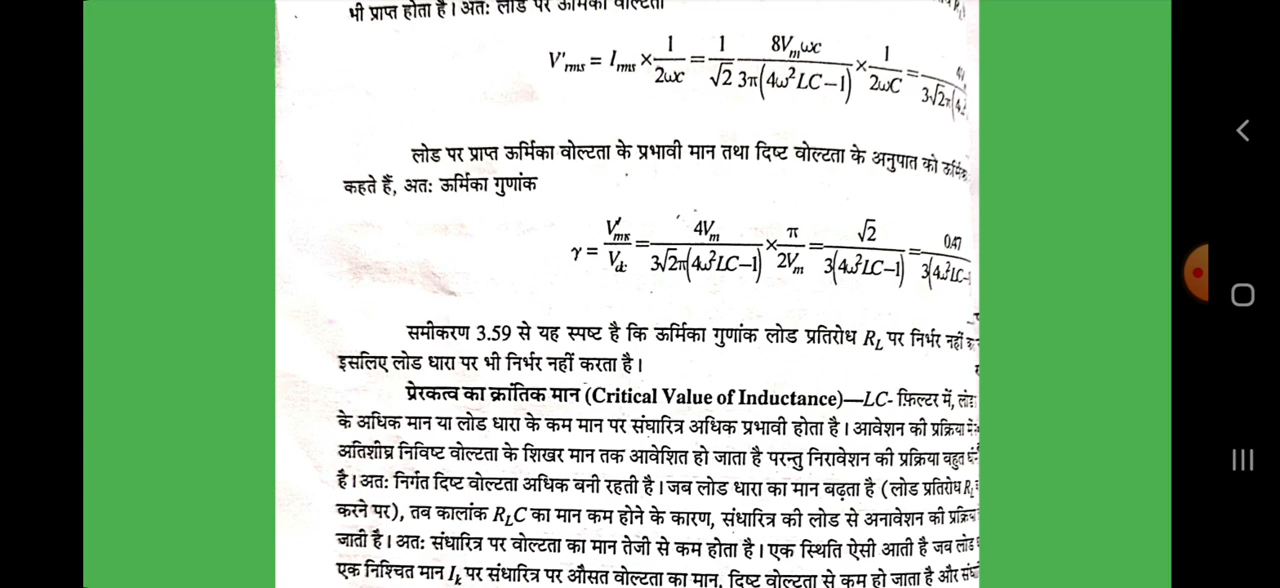 भी प्राप्त होता है। अतः लोड पर ऊर्मिका वोल्टता
V'rms = Irms × 1/2ωc = 1/√2 8Vmωc/3π(4ω²LC−1) × 1/2ωC =
लोड पर प्राप्त ऊर्मिका वोल्टता के प्रभावी मान तथा दिष्ट वोल्टता के अनुपात को
कहते हैं, अतः ऊर्मिका गुणांक
γ = V'rms/Vdc = 4Vm/3√2π(4ω²LC−1) × π/2Vm = √2/3(4ω²LC−1) = 0.47/3(4ω²LC−
समीकरण 3.59 से यह स्पष्ट है कि ऊर्मिका गुणांक लोड प्रतिरोध RL पर निर्भर नहीं
इसलिए लोड धारा पर भी निर्भर नहीं करता है।
प्रेरकत्व का क्रांतिक मान (Critical Value of Inductance)—LC- फ़िल्टर में, लोड
के अधिक मान या लोड धारा के कम मान पर संघारित्र अधिक प्रभावी होता है। आवेशन की प्रक्रिया में
अतिशीघ्र निविष्ट वोल्टता के शिखर मान तक आवेशित हो जाता है परन्तु निरावेशन की प्रक्रिया बहुत
है। अतः निर्गत दिष्ट वोल्टता अधिक बनी रहती है। जब लोड धारा का मान बढ़ता है (लोड प्रतिरोध RL
करने पर), तब कालांक RLC का मान कम होने के कारण, संधारित्र की लोड से अनावेशन की
जाती है। अतः संधारित्र पर वोल्टता का मान तेजी से कम होता है। एक स्थिति ऐसी आती है जब लोड
एक निश्चित मान Ik पर संधारित्र पर औसत वोल्टता का मान, दिष्ट वोल्टता से कम हो जाता है और